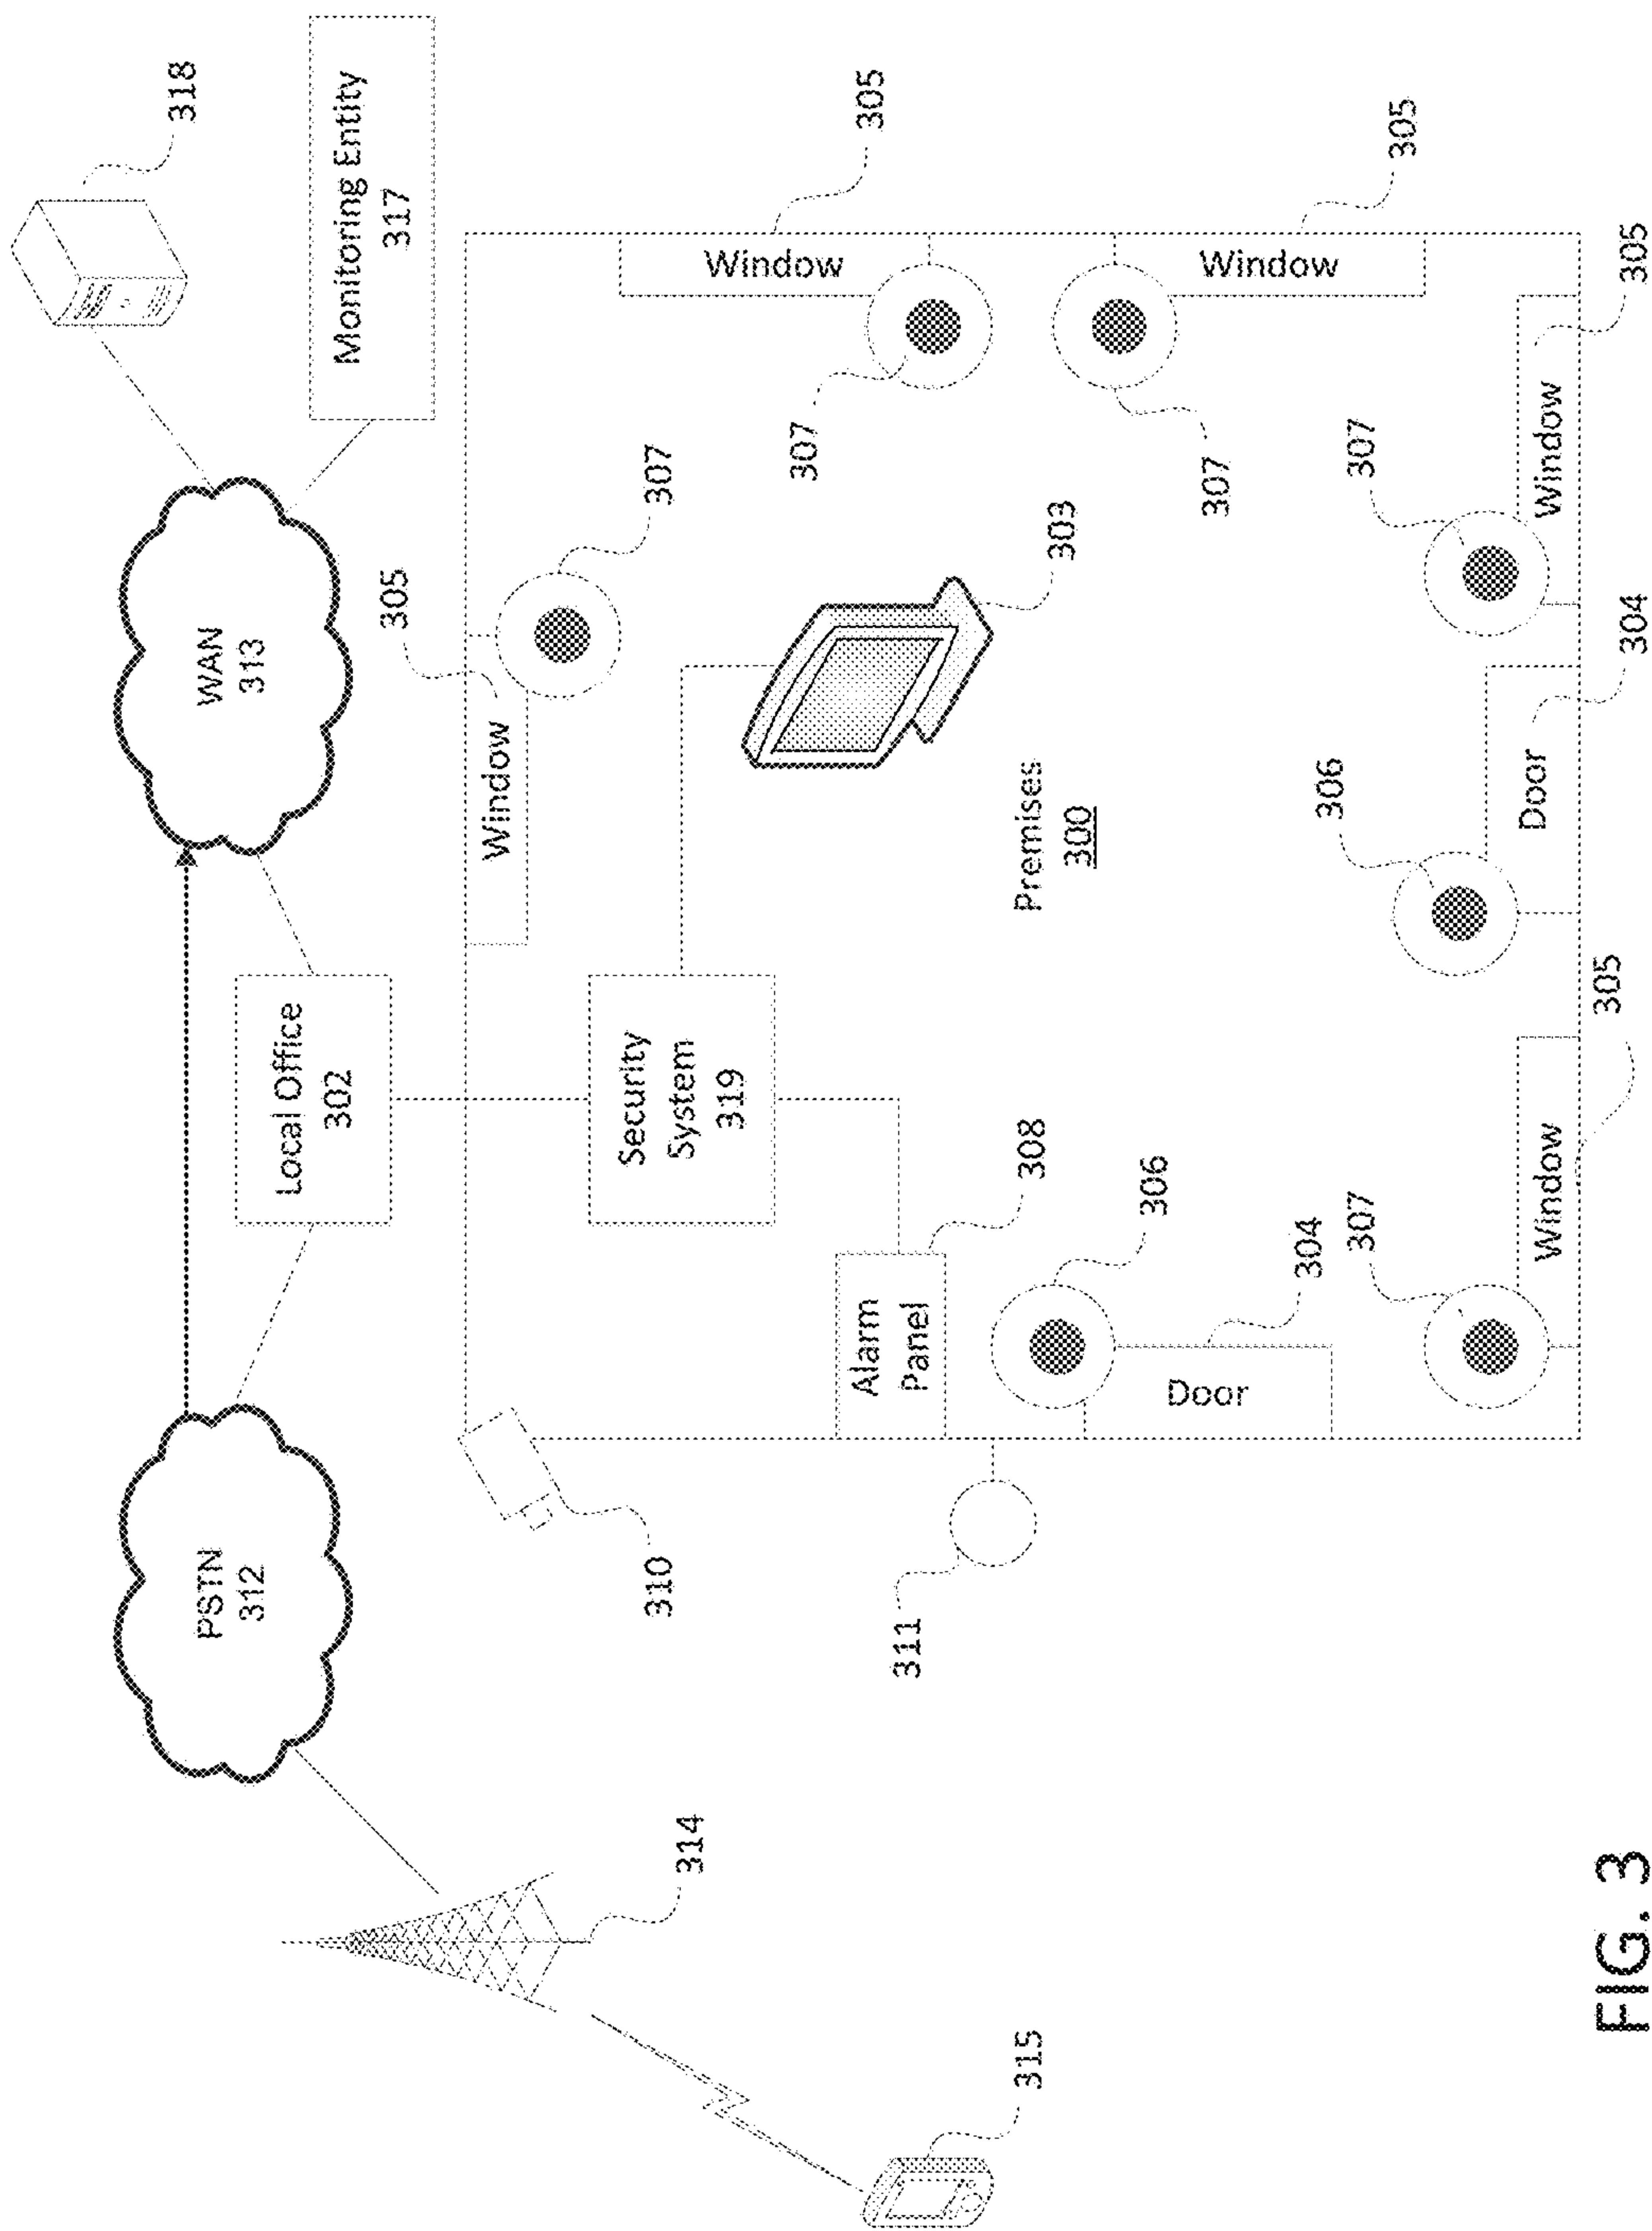 318
PSTN
312
WAN
313
Local Office
302
Monitoring Entity
317
305
Window
310
307
Security
System
319
314
Window
307
305
Alarm
Panel
311
315
308
Premises
300
303
306
Door
307
Window
304
306
307
307
305
Window
Door
Window
305
304
305
FIG. 3